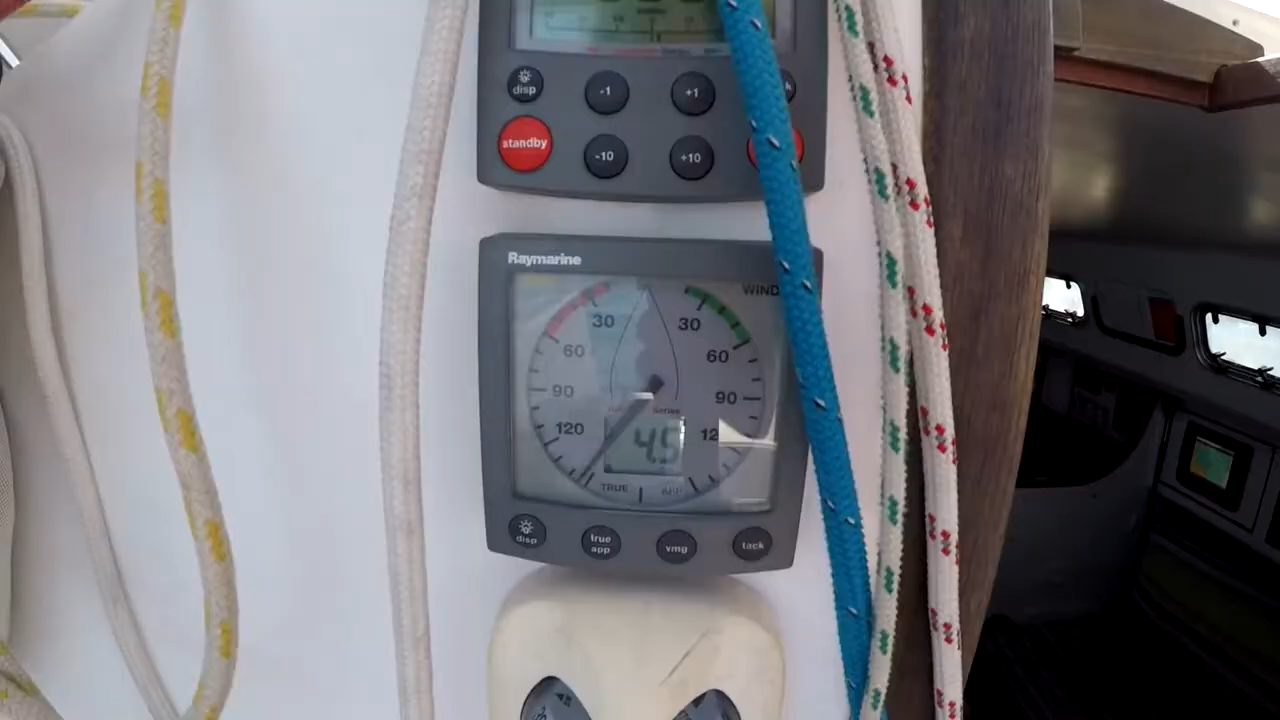 disp
-1
+1
standby
-10
+10
Raymarine
WIND
30
30
60
60
90
90
120
12
4.5
TRUE
APP
disp
true
app
vmg
tack